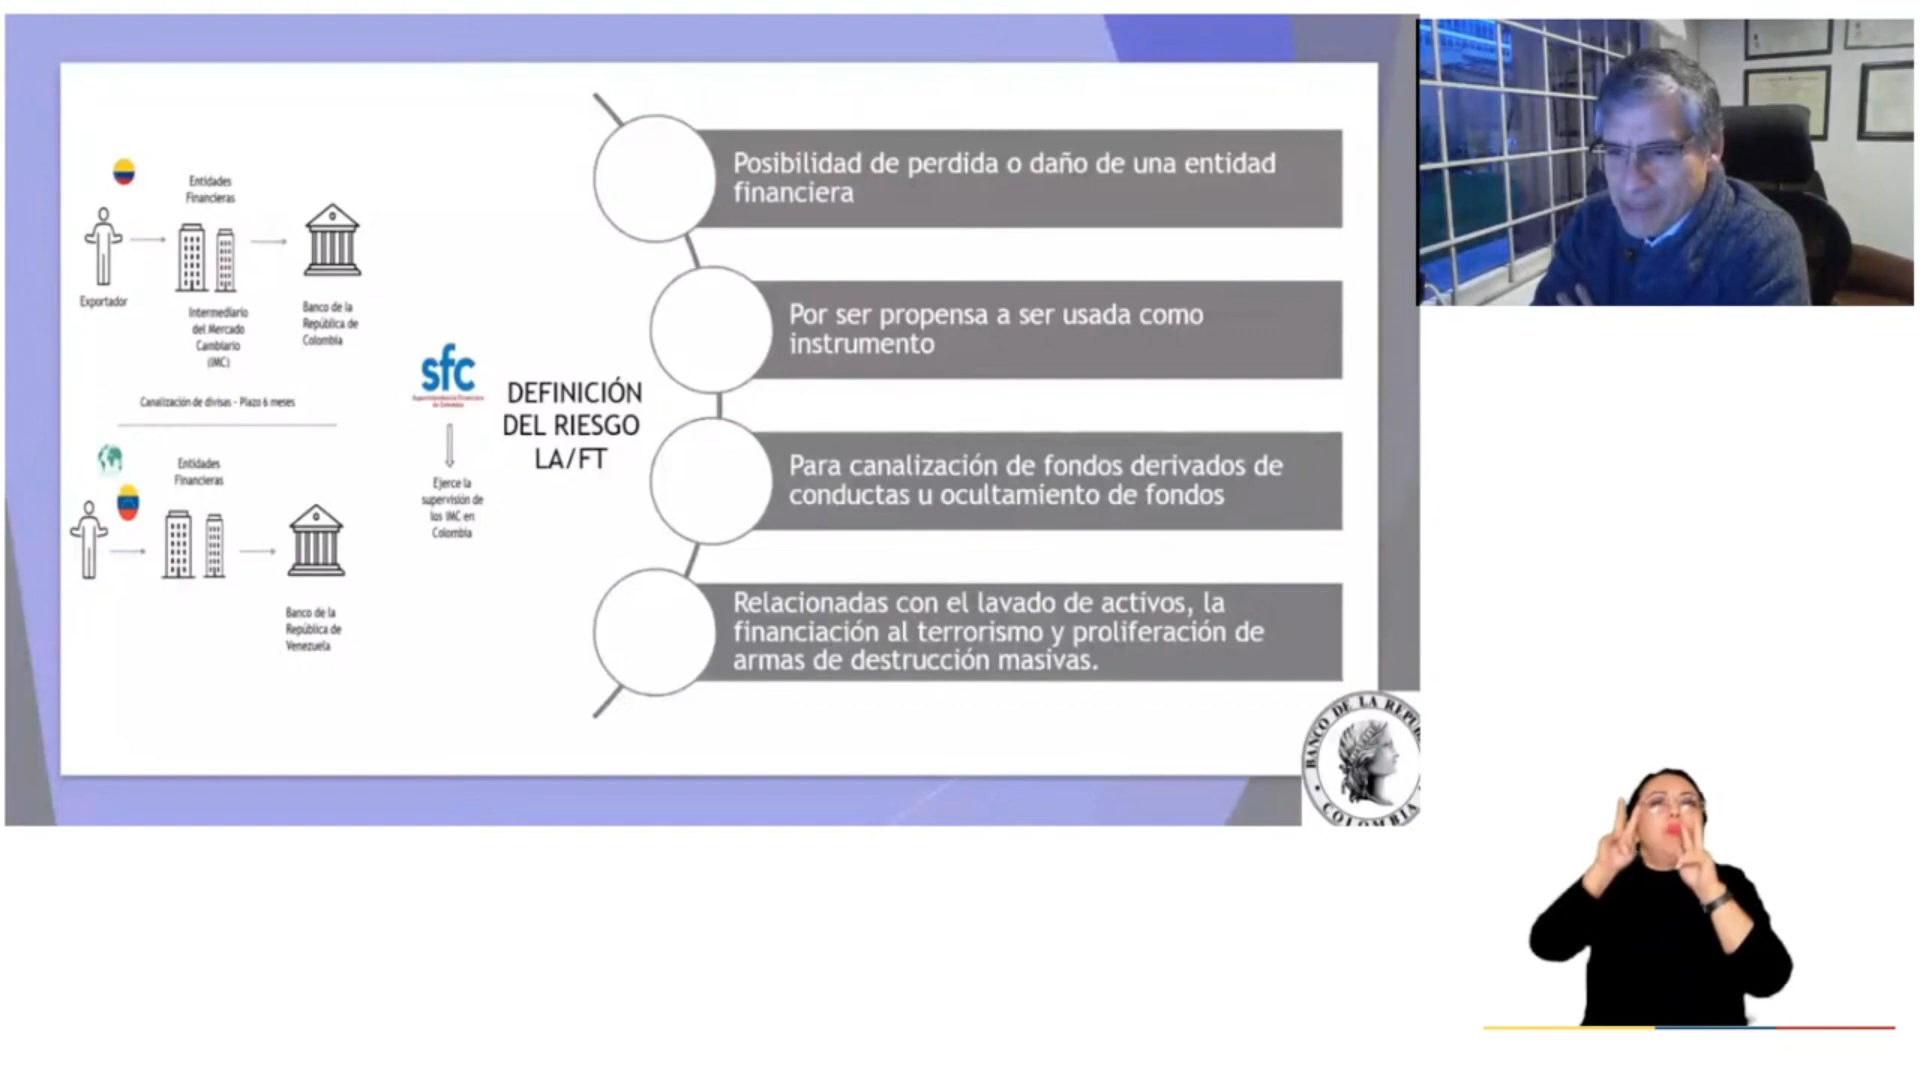 Entidades
Financieras
Exportador
Intermediario
del Mercado
Cambiario
(IMC)
Banco de la
República de
Colombia
Canalización de divisas - Plazo 6 meses
Entidades
Financieras
Banco de la
República de
Venezuela
sfc
Superintendencia Financiera
de Colombia
Ejerce la
supervisión de
los IMC en
Colombia
DEFINICIÓN
DEL RIESGO
LA/FT
Posibilidad de perdida o daño de una entidad
financiera
Por ser propensa a ser usada como
instrumento
Para canalización de fondos derivados de
conductas u ocultamiento de fondos
Relacionadas con el lavado de activos, la
financiación al terrorismo y proliferación de
armas de destrucción masivas.
BANCO DE LA REPU
COLOMBIA